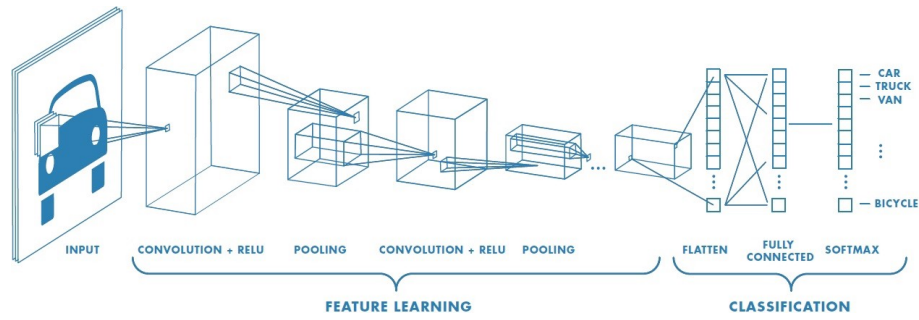 CAR
TRUCK
VAN
BICYCLE
INPUT
CONVOLUTION + RELU
POOLING
CONVOLUTION + RELU
POOLING
FLATTEN
FULLY
CONNECTED
SOFTMAX
FEATURE LEARNING
CLASSIFICATION